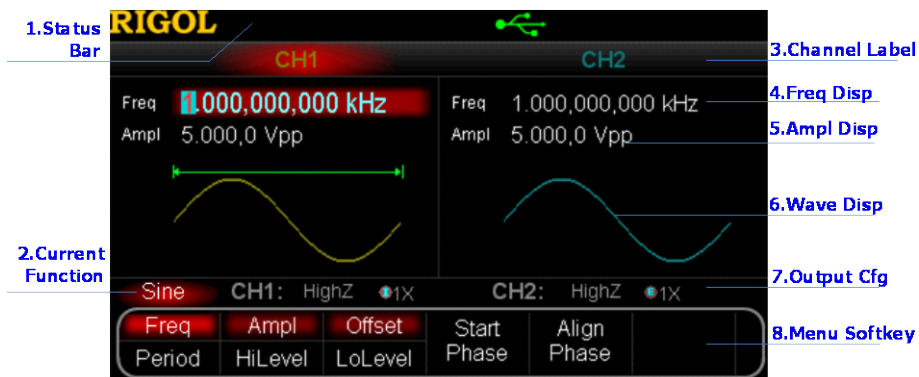 RIGOL
1.Status
Bar
CH1
CH2
3.Channel Label
Freq 1.000,000,000 kHz
Freq 1.000,000,000 kHz
4.Freq Disp
Ampl 5.000,0 Vpp
Ampl 5.000,0 Vpp
5.Ampl Disp
6.Wave Disp
2.Current
Function
7.Output Cfg
Sine
CH1: HighZ 1X
CH2: HighZ 1X
Freq
Ampl
Offset
Start
Phase
Align
Phase
8.Menu Softkey
Period
HiLevel
LoLevel